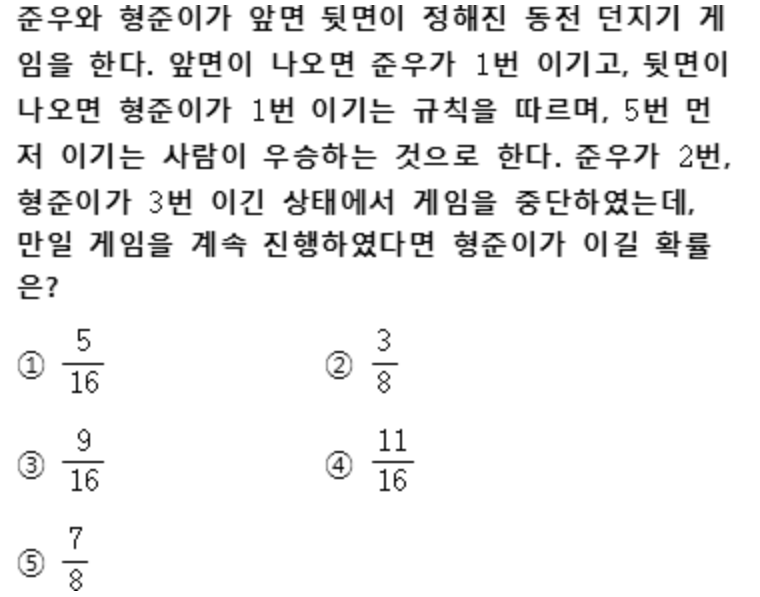 준우와 형준이가 앞면 뒷면이 정해진 동전 던지기 게
임을 한다. 앞면이 나오면 준우가 1번 이기고, 뒷면이
나오면 형준이가 1번 이기는 규칙을 따르며, 5번 먼
저 이기는 사람이 우승하는 것으로 한다. 준우가 2번,
형준이가 3번 이긴 상태에서 게임을 중단하였는데,
만일 게임을 계속 진행하였다면 형준이가 이길 확률
은?
① 5/16 ② 3/8
③ 9/16 ④ 11/16
⑤ 7/8